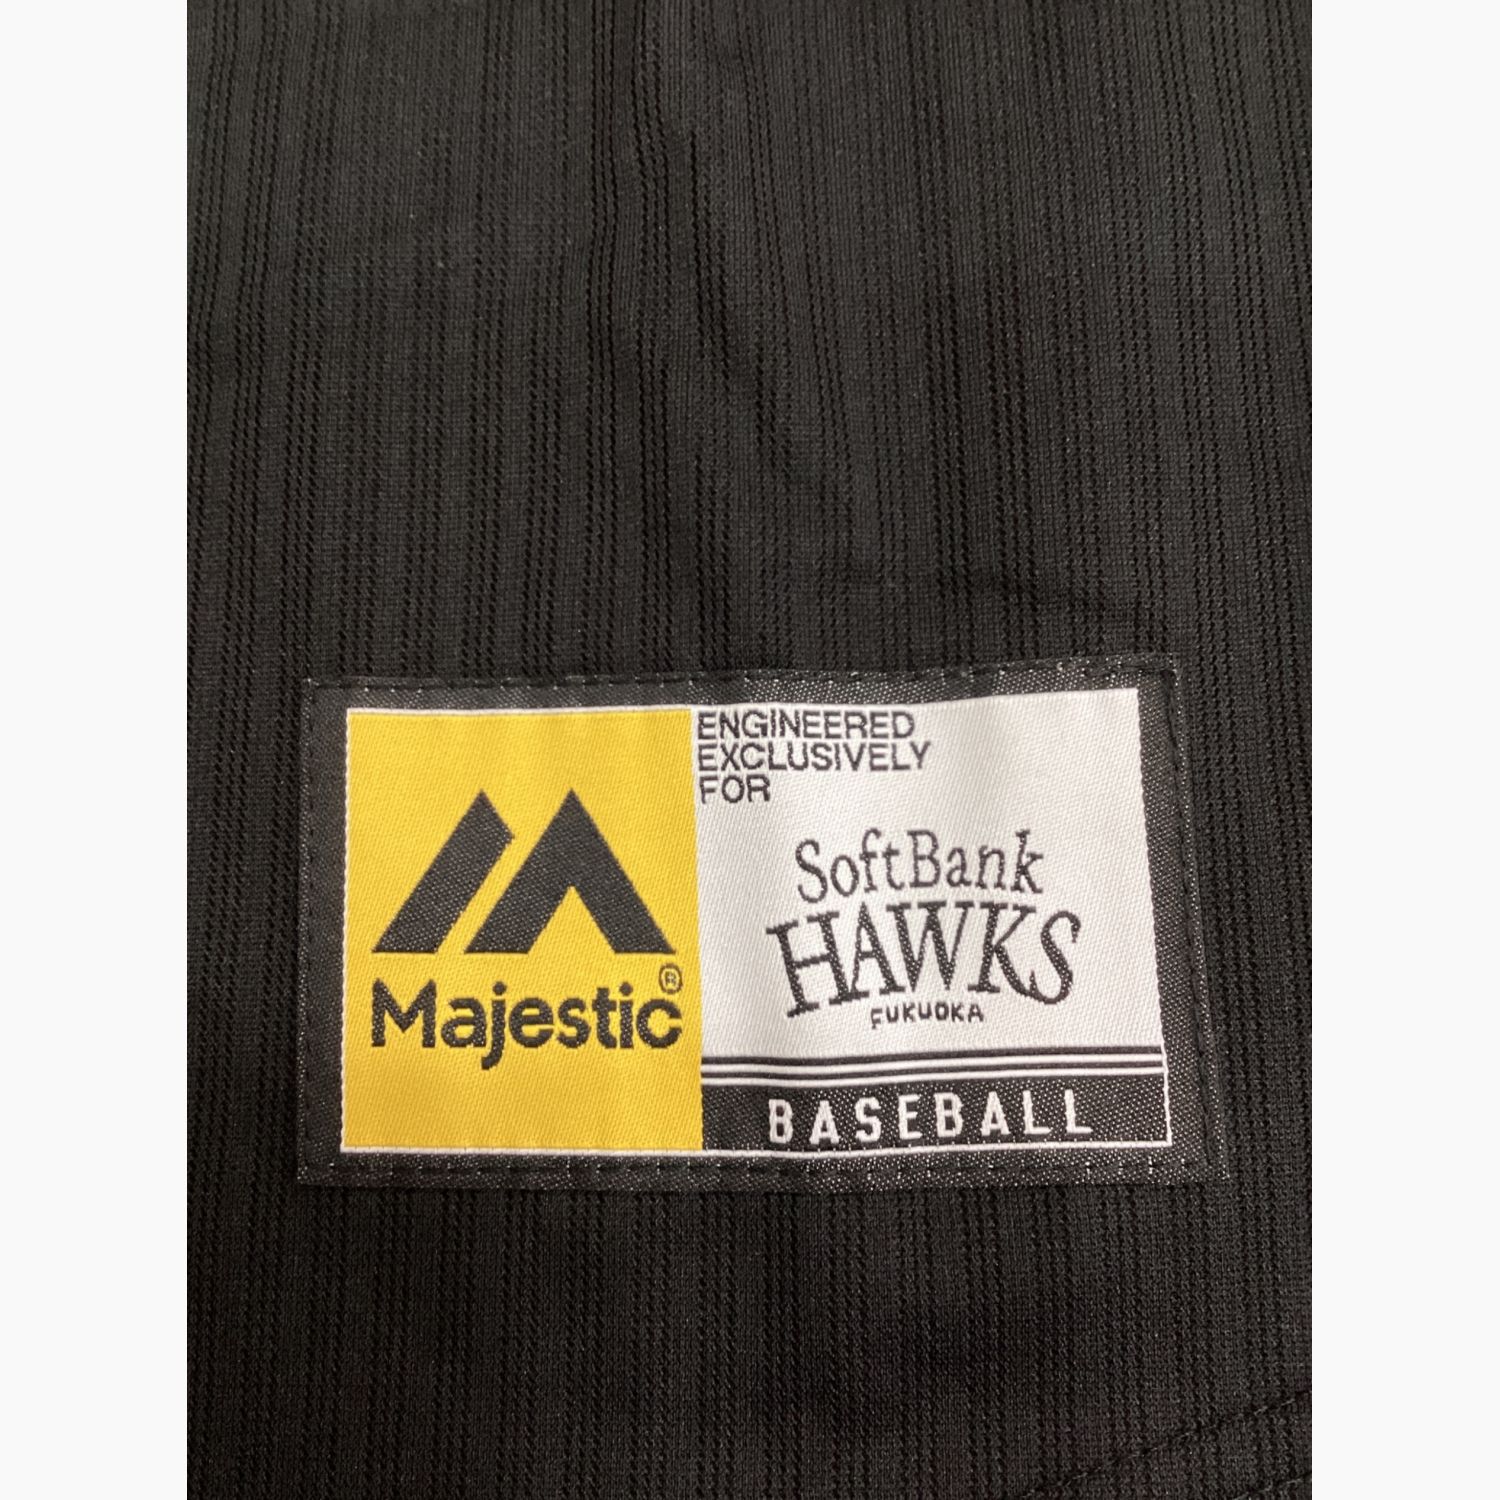 Majestic®
ENGINEERED
EXCLUSIVELY
FOR
SoftBank
HAWKS
FUKUOKA
BASEBALL